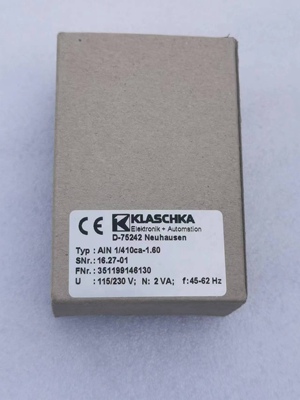 CE KLASCHKA
Elektronik + Automation
D-75242 Neuhausen
Typ : AIN 1/410ca-1.60
SNr.: 16.27-01
FNr.: 351199146130
U : 115/230 V; N: 2 VA; f: 45-62 Hz